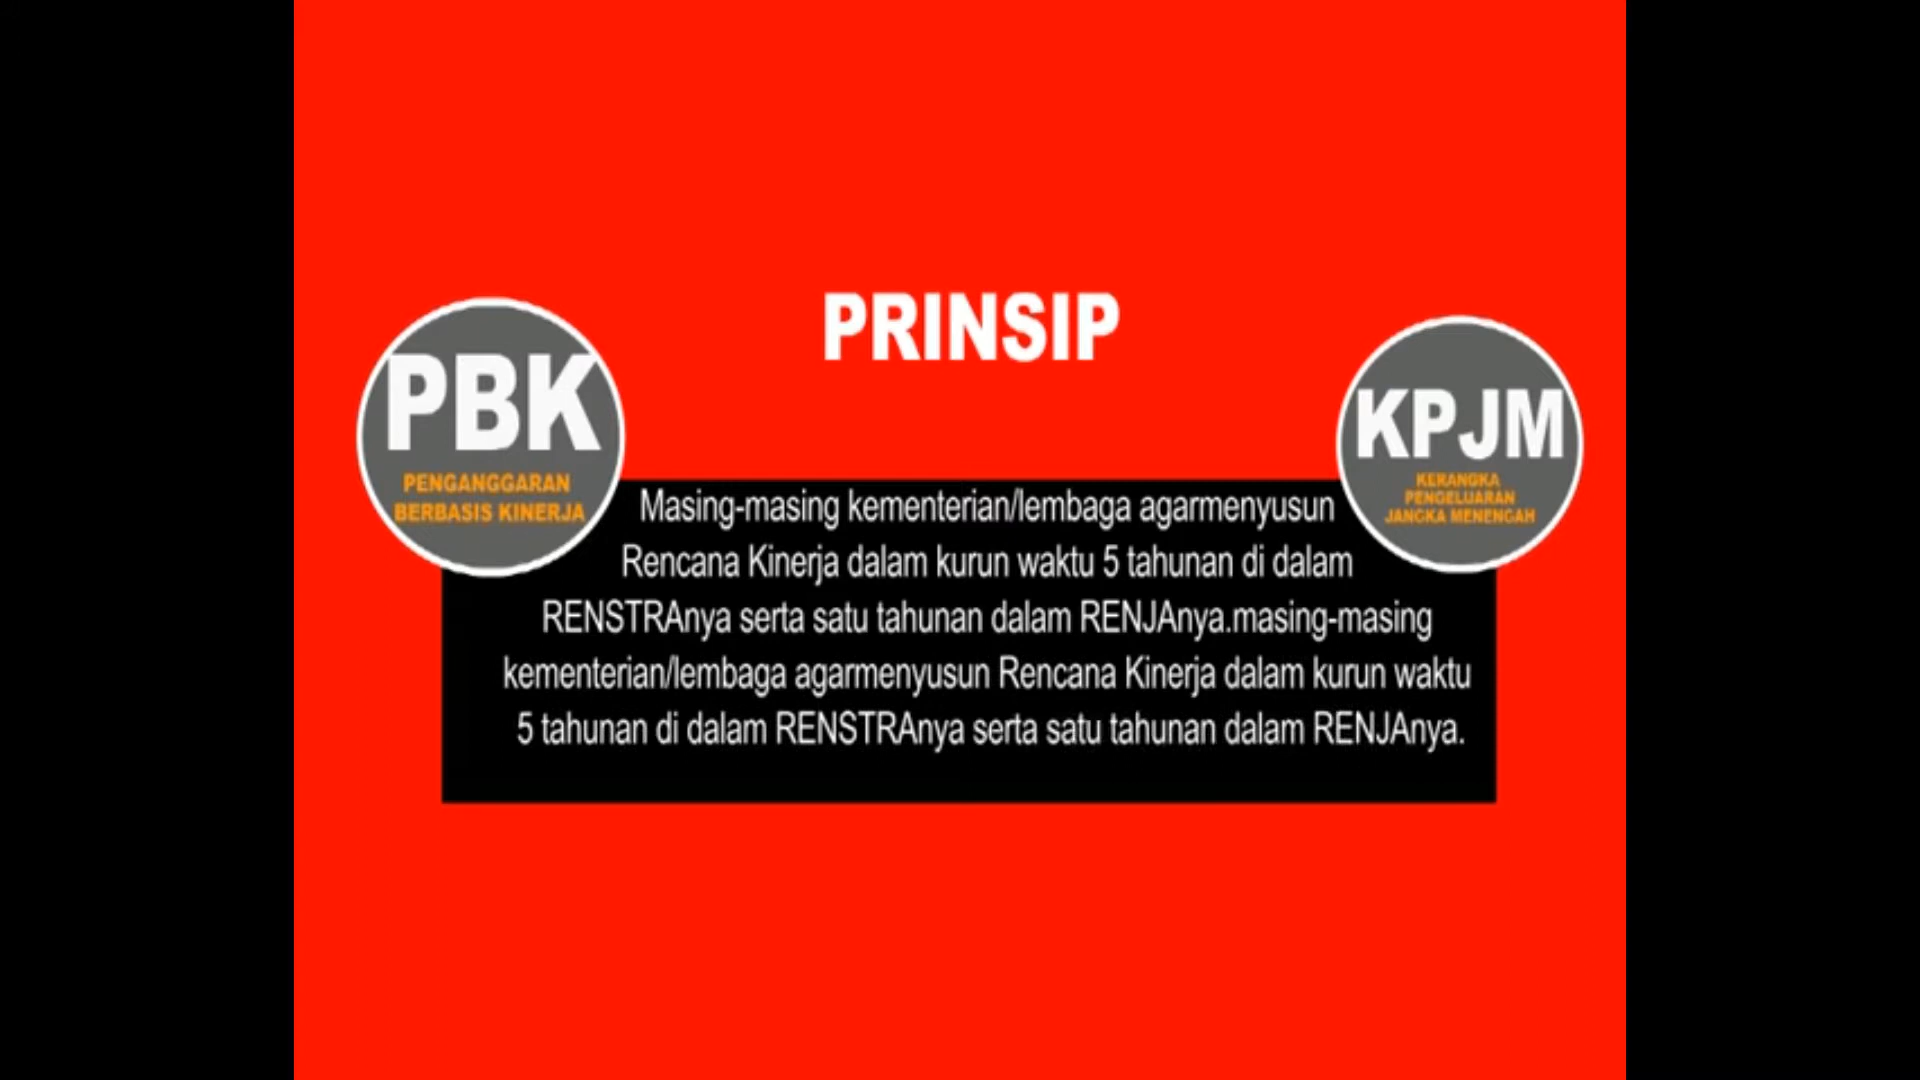 PRINSIP
PBK
PENGANGGARAN
BERBASIS KINERJA
KPJM
KERANGKA
PENGELUARAN
JANGKA MENENGAH
Masing-masing kementerian/lembaga agarmenyusun
Rencana Kinerja dalam kurun waktu 5 tahunan di dalam
RENSTRAnya serta satu tahunan dalam RENJAnya.masing-masing
kementerian/lembaga agarmenyusun Rencana Kinerja dalam kurun waktu
5 tahunan di dalam RENSTRAnya serta satu tahunan dalam RENJAnya.